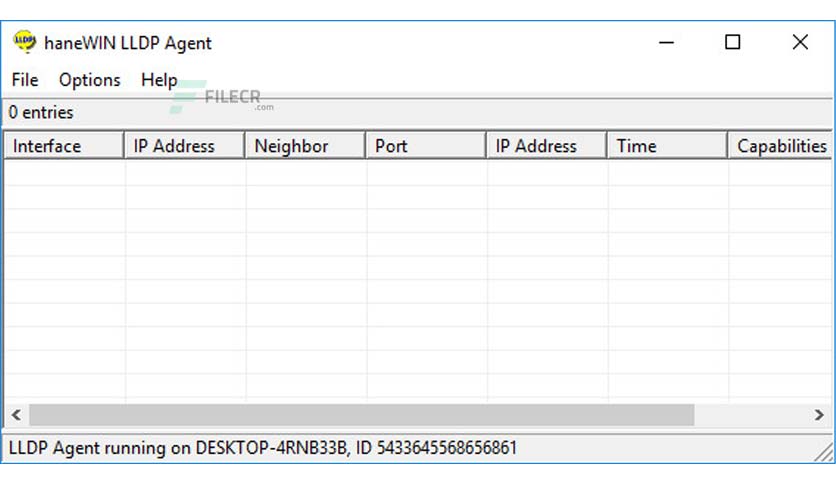 LLDP haneWIN LLDP Agent
File Options Help
FILECR
.com
0 entries
Interface IP Address Neighbor Port IP Address Time Capabilities
LLDP Agent running on DESKTOP-4RNB33B, ID 5433645568656861